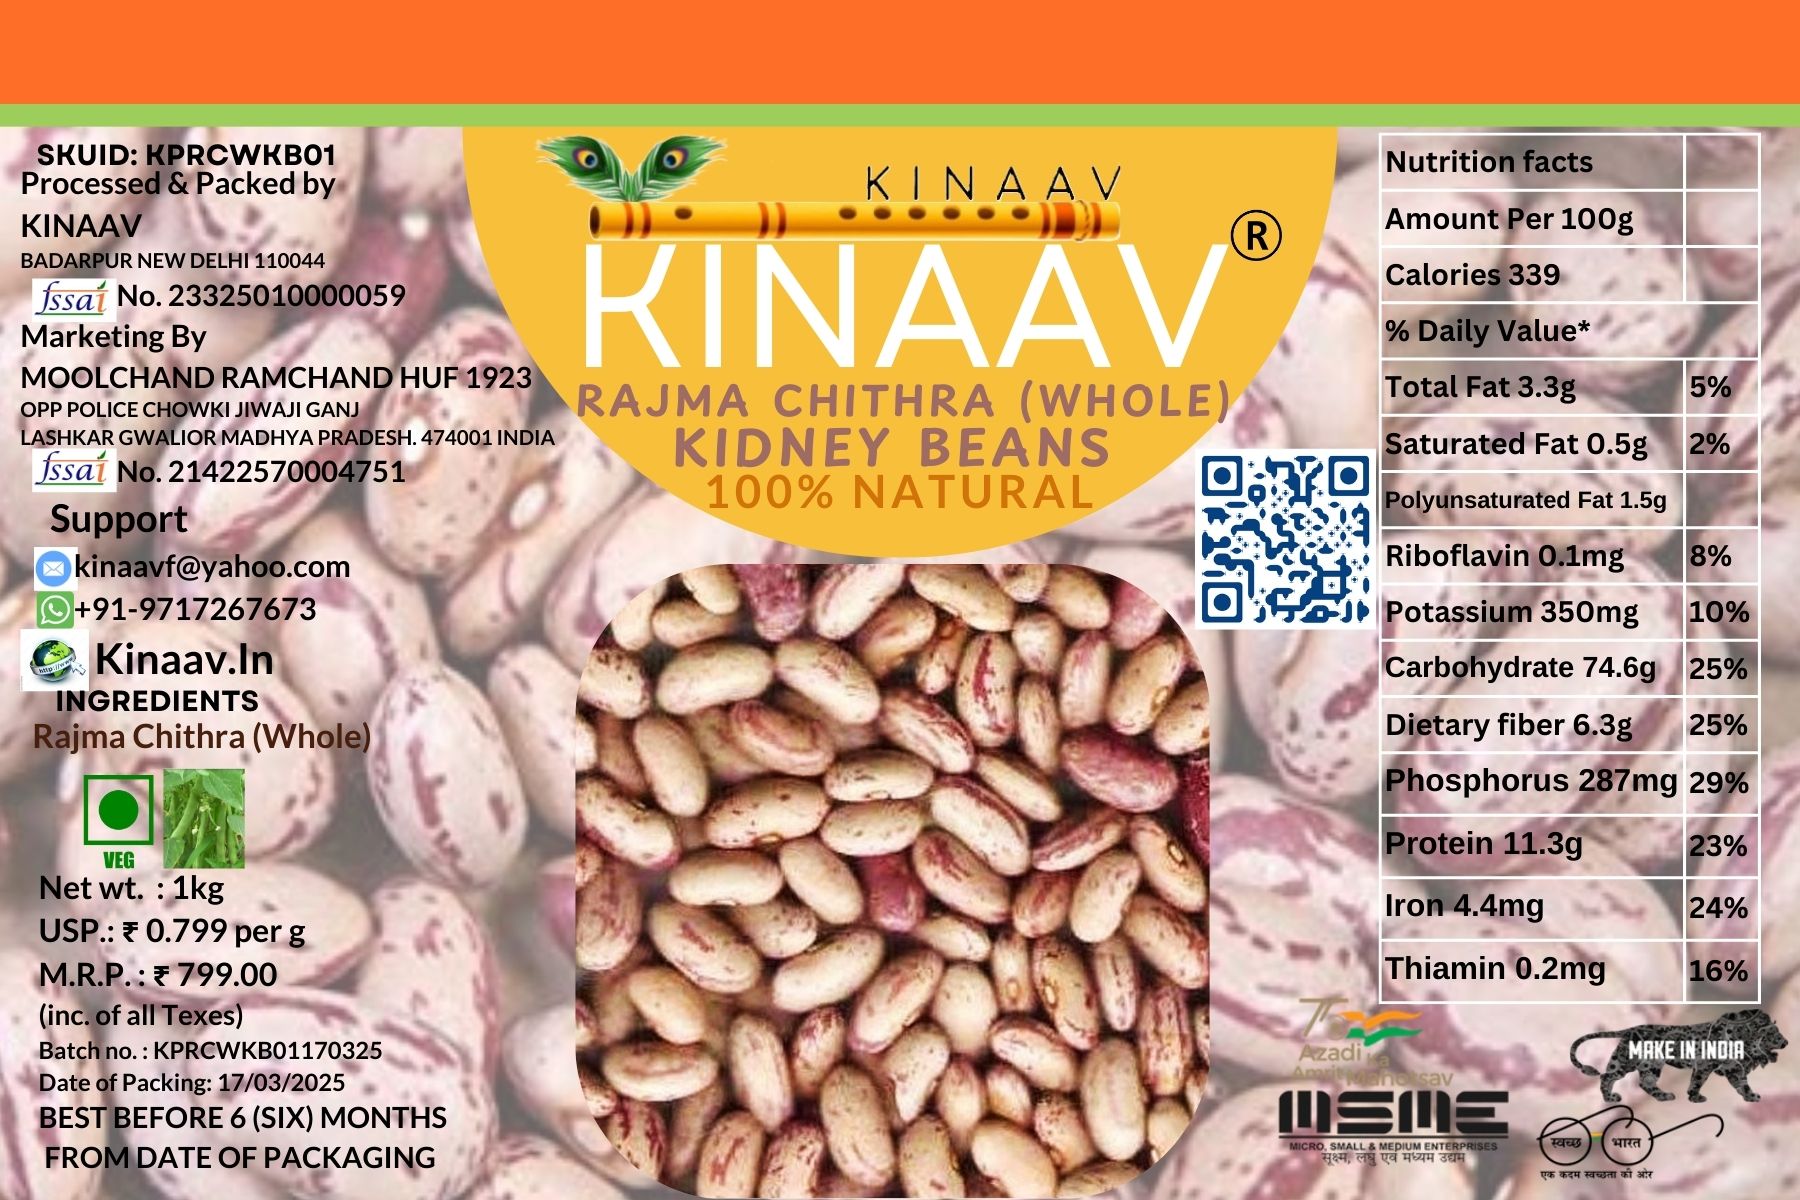 SKUID: KPRCWKB01
Processed & Packed by
KINAAV
BADARPUR NEW DELHI 110044
fssai No. 23325010000059
Marketing By
MOOLCHAND RAMCHAND HUF 1923
OPP POLICE CHOWKI JIWAJI GANJ
LASHKAR GWALIOR MADHYA PRADESH. 474001 INDIA
fssai No. 21422570004751
Support
kinaavf@yahoo.com
+91-9717267673
Kinaav.In
INGREDIENTS
Rajma Chithra (Whole)
VEG
Net wt. : 1kg
USP.: ₹ 0.799 per g
M.R.P. : ₹ 799.00
(inc. of all Texes)
Batch no. : KPRCWKB01170325
Date of Packing: 17/03/2025
BEST BEFORE 6 (SIX) MONTHS
FROM DATE OF PACKAGING
KINAAV
KINAAV®
RAJMA CHITHRA (WHOLE)
KIDNEY BEANS
100% NATURAL
Nutrition facts
Amount Per 100g
Calories 339
% Daily Value*
Total Fat 3.3g 5%
Saturated Fat 0.5g 2%
Polyunsaturated Fat 1.5g
Riboflavin 0.1mg 8%
Potassium 350mg 10%
Carbohydrate 74.6g 25%
Dietary fiber 6.3g 25%
Phosphorus 287mg 29%
Protein 11.3g 23%
Iron 4.4mg 24%
Thiamin 0.2mg 16%
75
Azadi Ka
Amrit Mahotsav
MSME
MICRO, SMALL & MEDIUM ENTERPRISES
सूक्ष्म, लघु एवं मध्यम उद्यम
MAKE IN INDIA
स्वच्छ भारत
एक कदम स्वच्छता की ओर